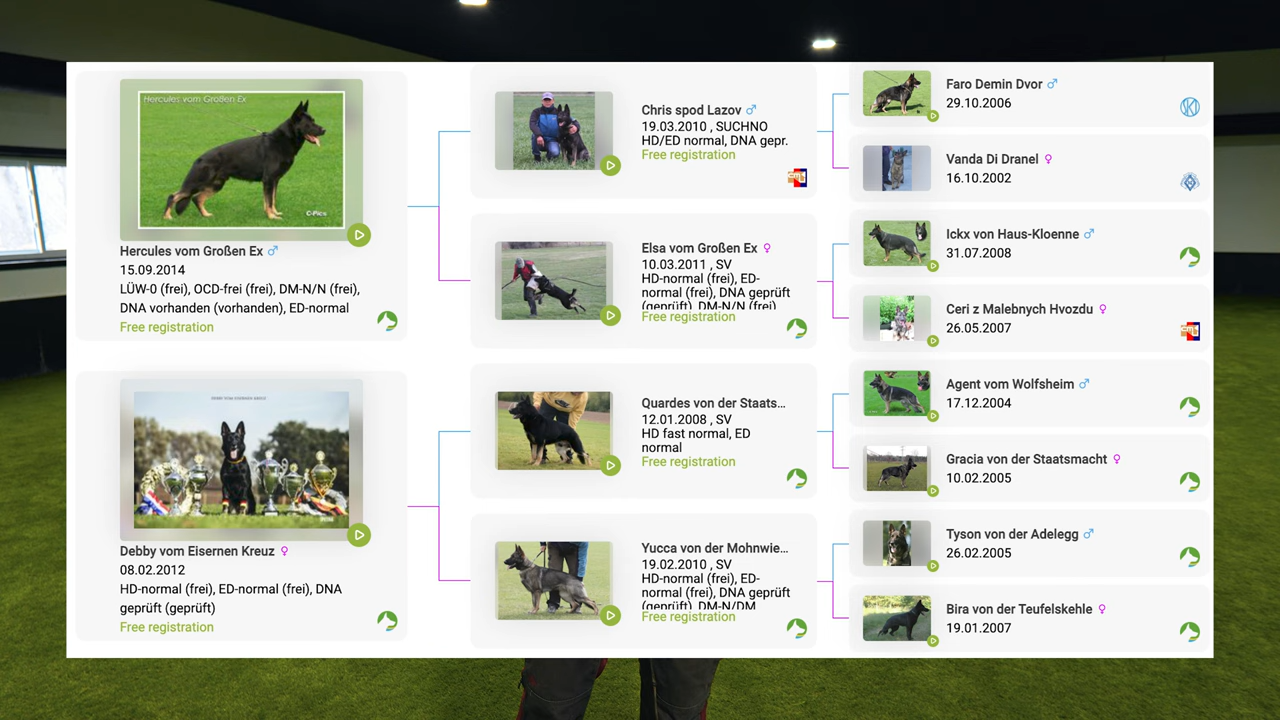 Hercules vom Großen Ex
C-Pics
Hercules vom Großen Ex ♂
15.09.2014
LÜW-0 (frei), OCD-frei (frei), DM-N/N (frei),
DNA vorhanden (vorhanden), ED-normal
Free registration
Debby vom Eisernen Kreuz ♀
08.02.2012
HD-normal (frei), ED-normal (frei), DNA
geprüft (geprüft)
Free registration
Chris spod Lazov ♂
19.03.2010 , SUCHNO
HD/ED normal, DNA gepr.
Free registration
Elsa vom Großen Ex ♀
10.03.2011 , SV
HD-normal (frei), ED-
normal (frei), DNA geprüft
(geprüft), DM-N/N (frei)
Free registration
Quardes von der Staats...
12.01.2008 , SV
HD fast normal, ED
normal
Free registration
Yucca von der Mohnwie...
19.02.2010 , SV
HD-normal (frei), ED-
normal (frei), DNA geprüft
(geprüft), DM-N/DM
Free registration
Faro Demin Dvor ♂
29.10.2006
Vanda Di Dranel ♀
16.10.2002
Ickx von Haus-Kloenne ♂
31.07.2008
Ceri z Malebnych Hvozdu ♀
26.05.2007
Agent vom Wolfsheim ♂
17.12.2004
Gracia von der Staatsmacht ♀
10.02.2005
Tyson von der Adelegg ♂
26.02.2005
Bira von der Teufelskehle ♀
19.01.2007